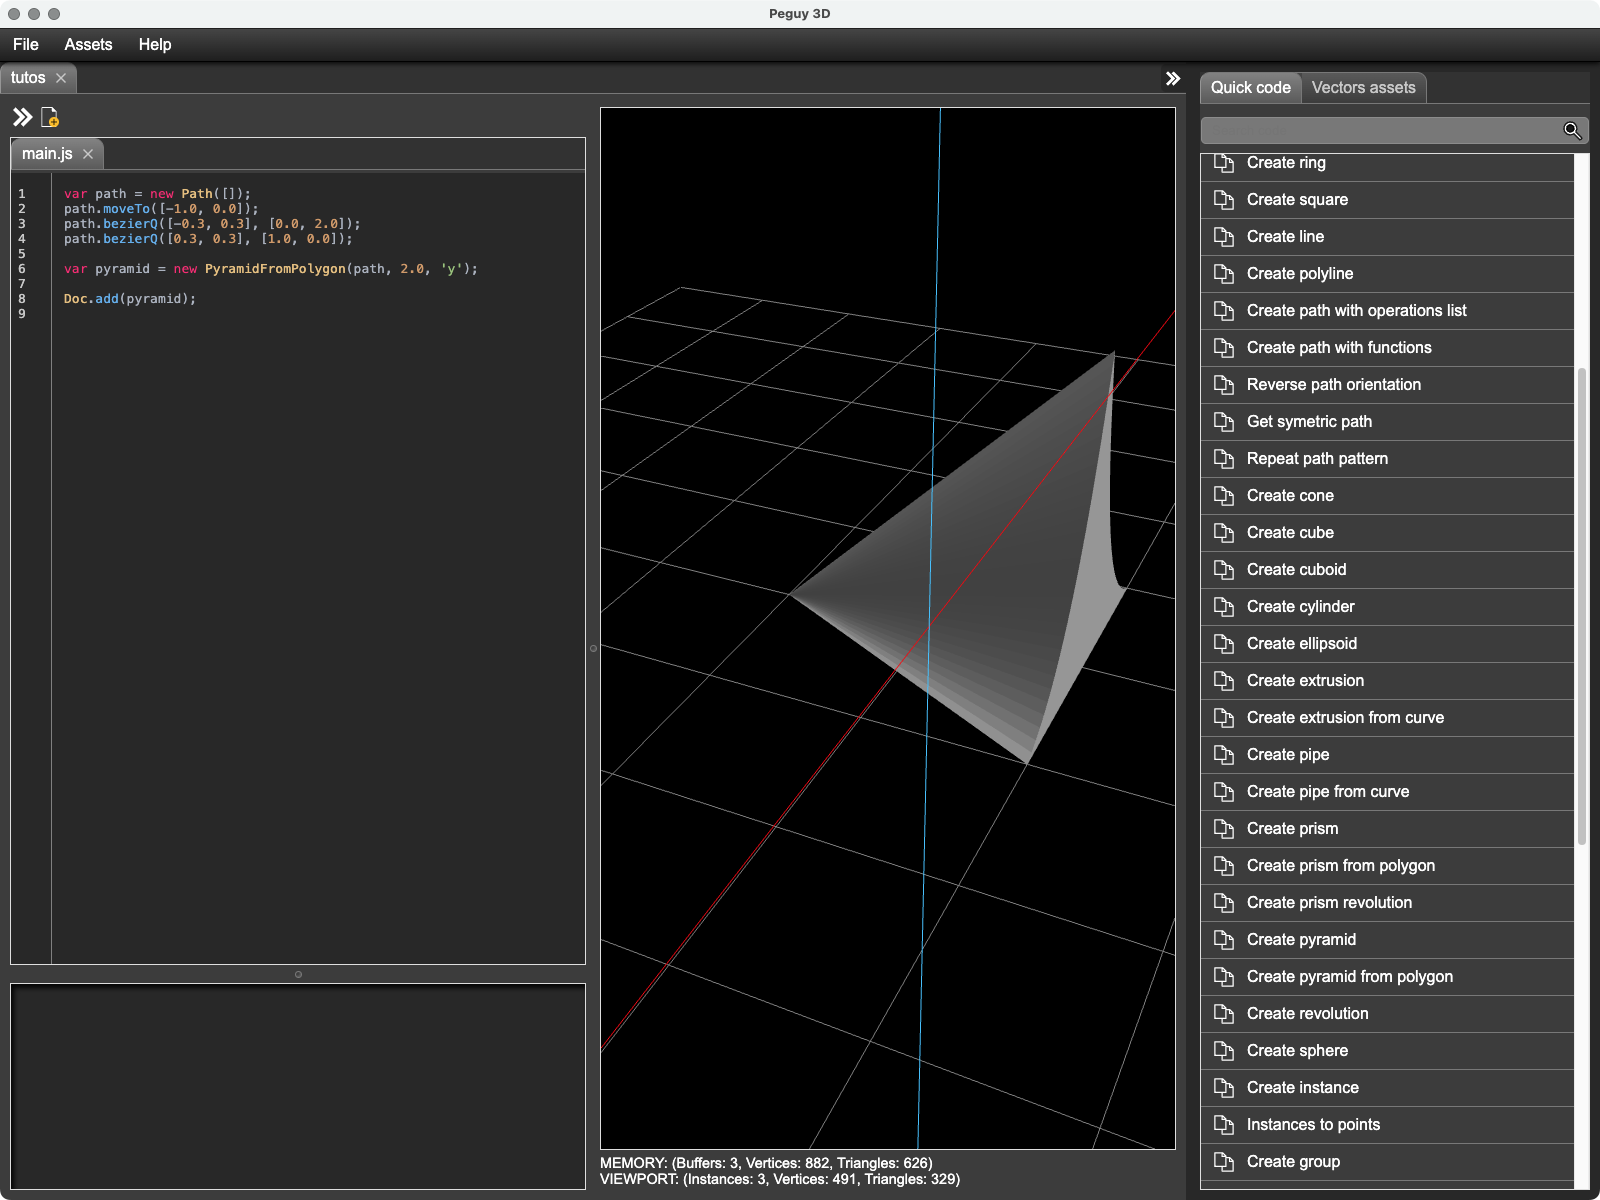 Peguy 3D
File Assets Help
tutos
main.js
1 var path = new Path([]);
2 path.moveTo([-1.0, 0.0]);
3 path.bezierQ([-0.3, 0.3], [0.0, 2.0]);
4 path.bezierQ([0.3, 0.3], [1.0, 0.0]);
5
6 var pyramid = new PyramidFromPolygon(path, 2.0, 'y');
7
8 Doc.add(pyramid);
9
MEMORY: (Buffers: 3, Vertices: 882, Triangles: 626)
VIEWPORT: (Instances: 3, Vertices: 491, Triangles: 329)
Quick code Vectors assets
Create ring
Create square
Create line
Create polyline
Create path with operations list
Create path with functions
Reverse path orientation
Get symetric path
Repeat path pattern
Create cone
Create cube
Create cuboid
Create cylinder
Create ellipsoid
Create extrusion
Create extrusion from curve
Create pipe
Create pipe from curve
Create prism
Create prism from polygon
Create prism revolution
Create pyramid
Create pyramid from polygon
Create revolution
Create sphere
Create instance
Instances to points
Create group